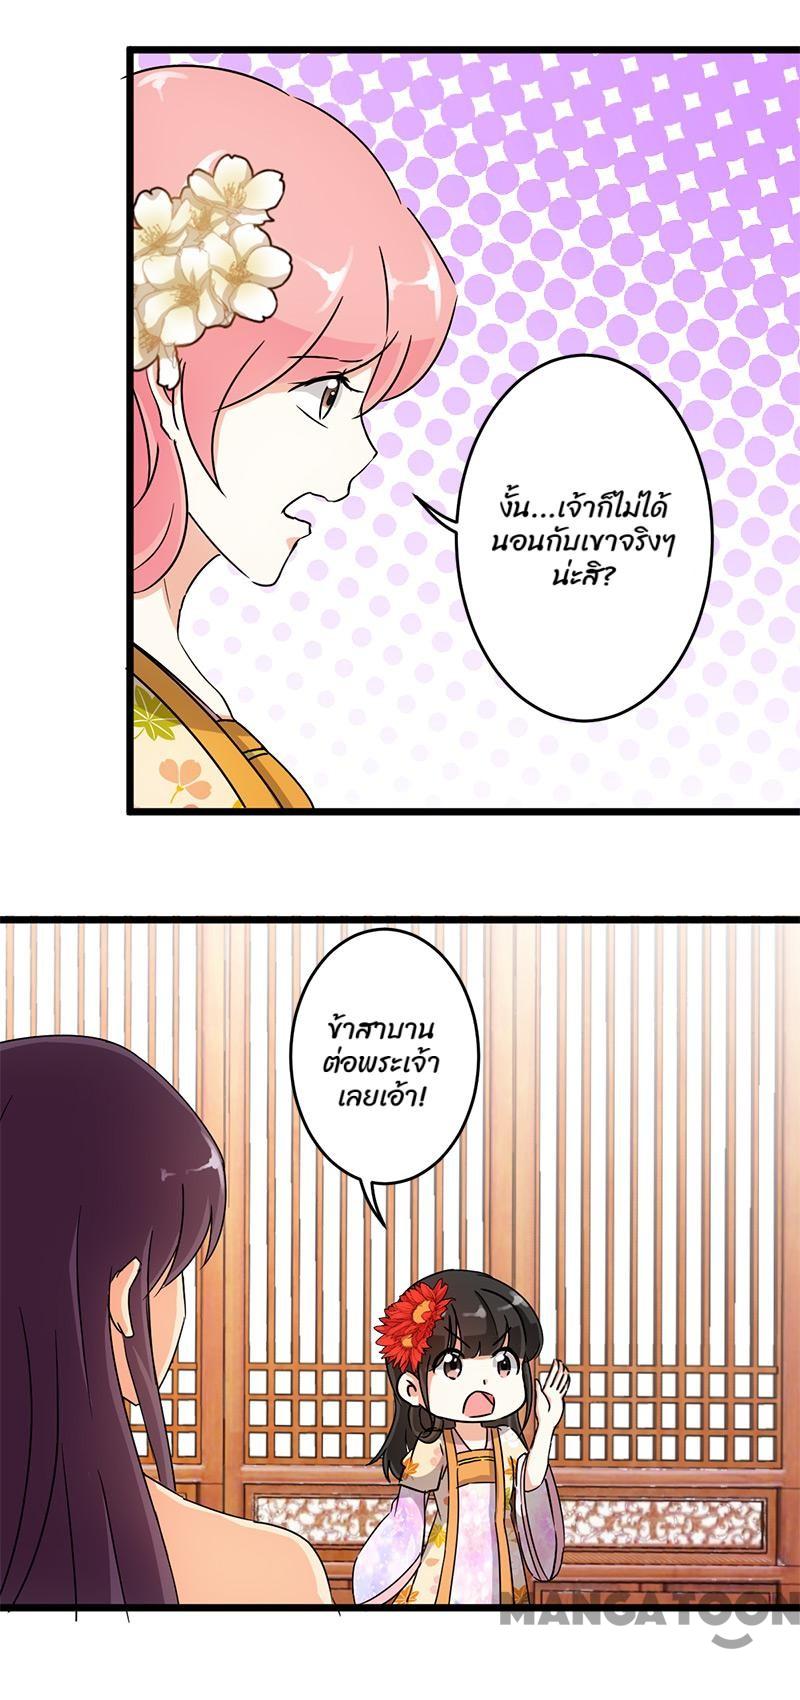 งั้น...เจ้าก็ไม่ได้
นอนกับเขาจริงๆ
น่ะสิ?
ข้าสาบาน
ต่อพระเจ้า
เลยเอ้า!
MANGATOON